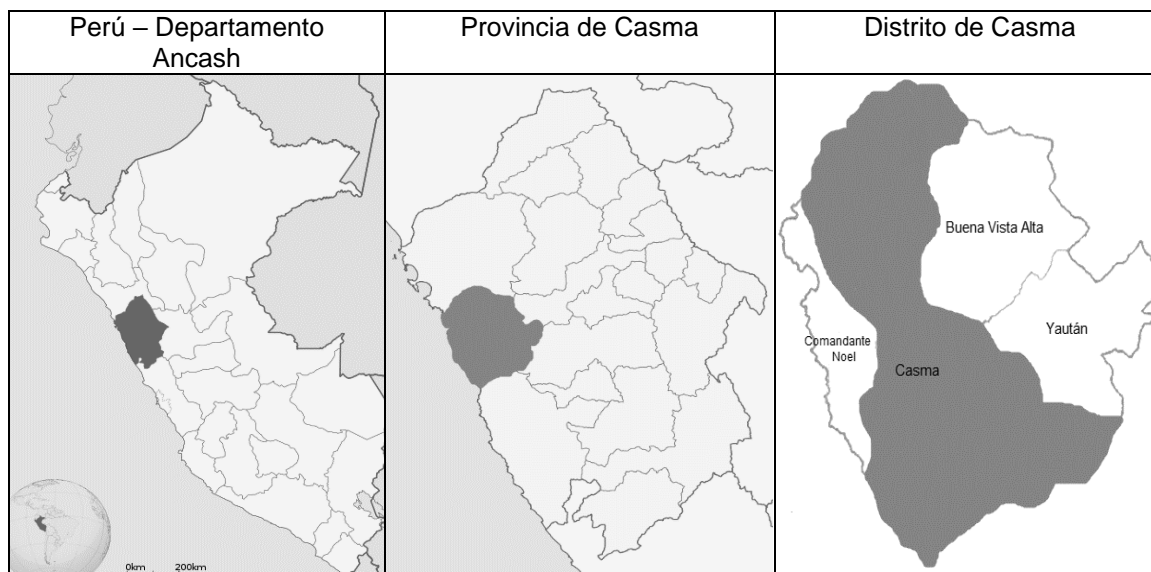 Perú – Departamento
Ancash
Provincia de Casma
Distrito de Casma
0km
200km
Buena Vista Alta
Yaután
Comandante
Noel
Casma